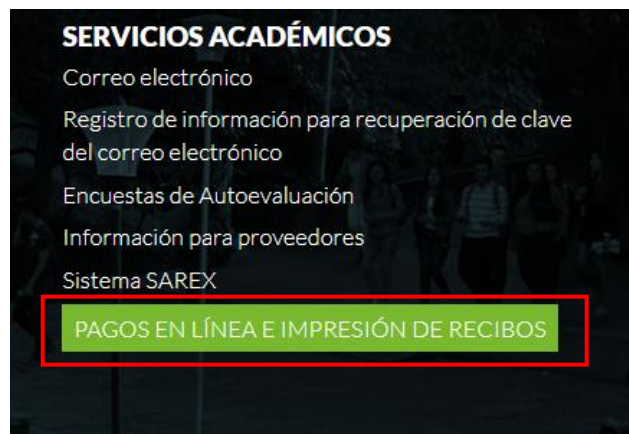 SERVICIOS ACADÉMICOS
Correo electrónico
Registro de información para recuperación de clave
del correo electrónico
Encuestas de Autoevaluación
Información para proveedores
Sistema SAREX
PAGOS EN LÍNEA E IMPRESIÓN DE RECIBOS